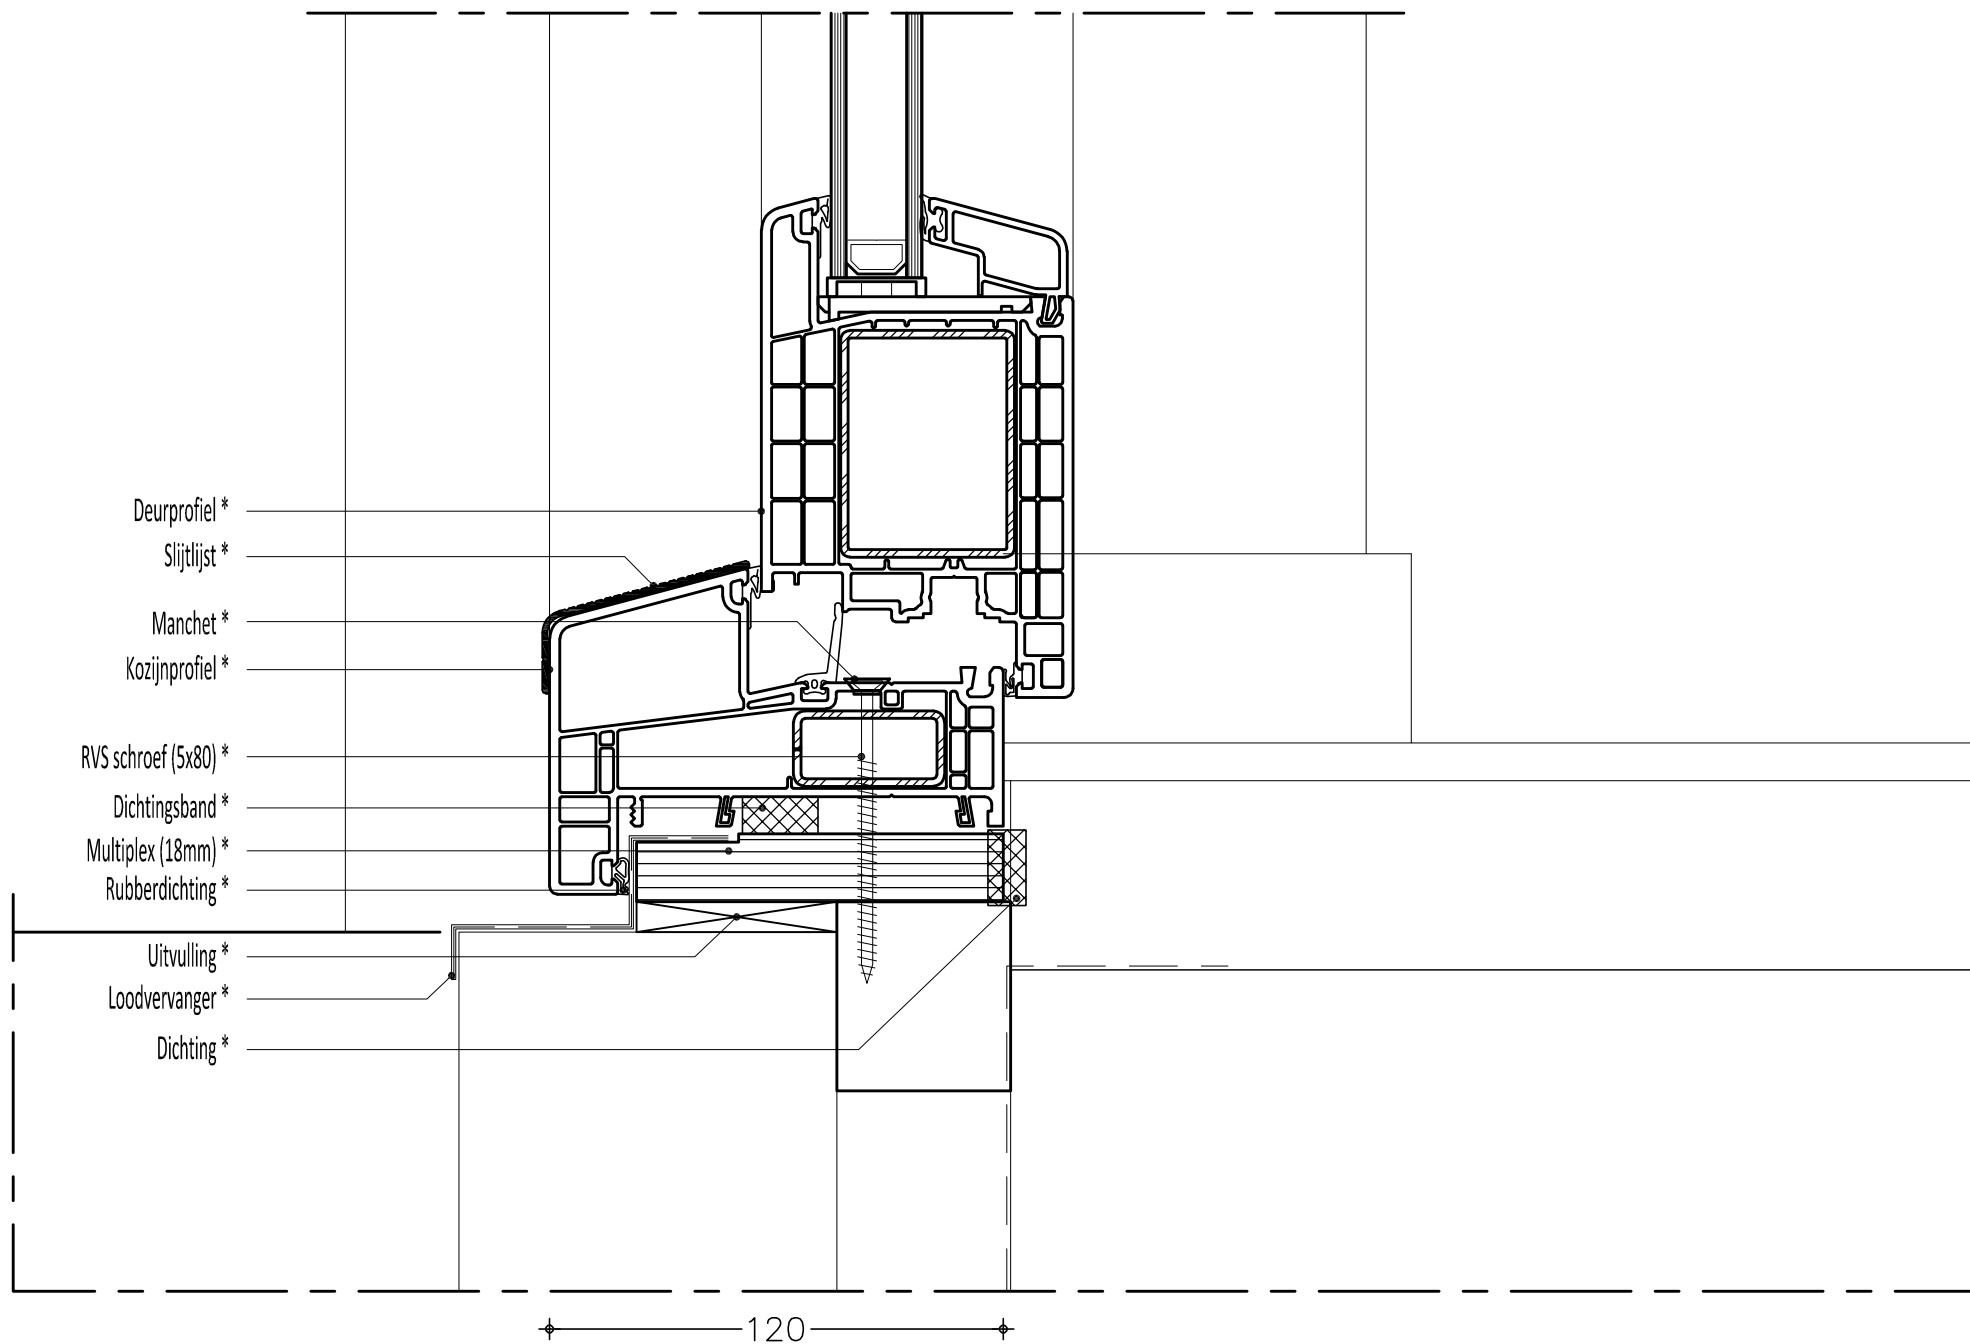 Deurprofiel *
Slijtlijst *
Manchet *
Kozijnprofiel *
RVS schroef (5x80) *
Dichtingsband *
Multiplex (18mm) *
Rubberdichting *
Uitvulling *
Loodvervanger *
Dichting *
120